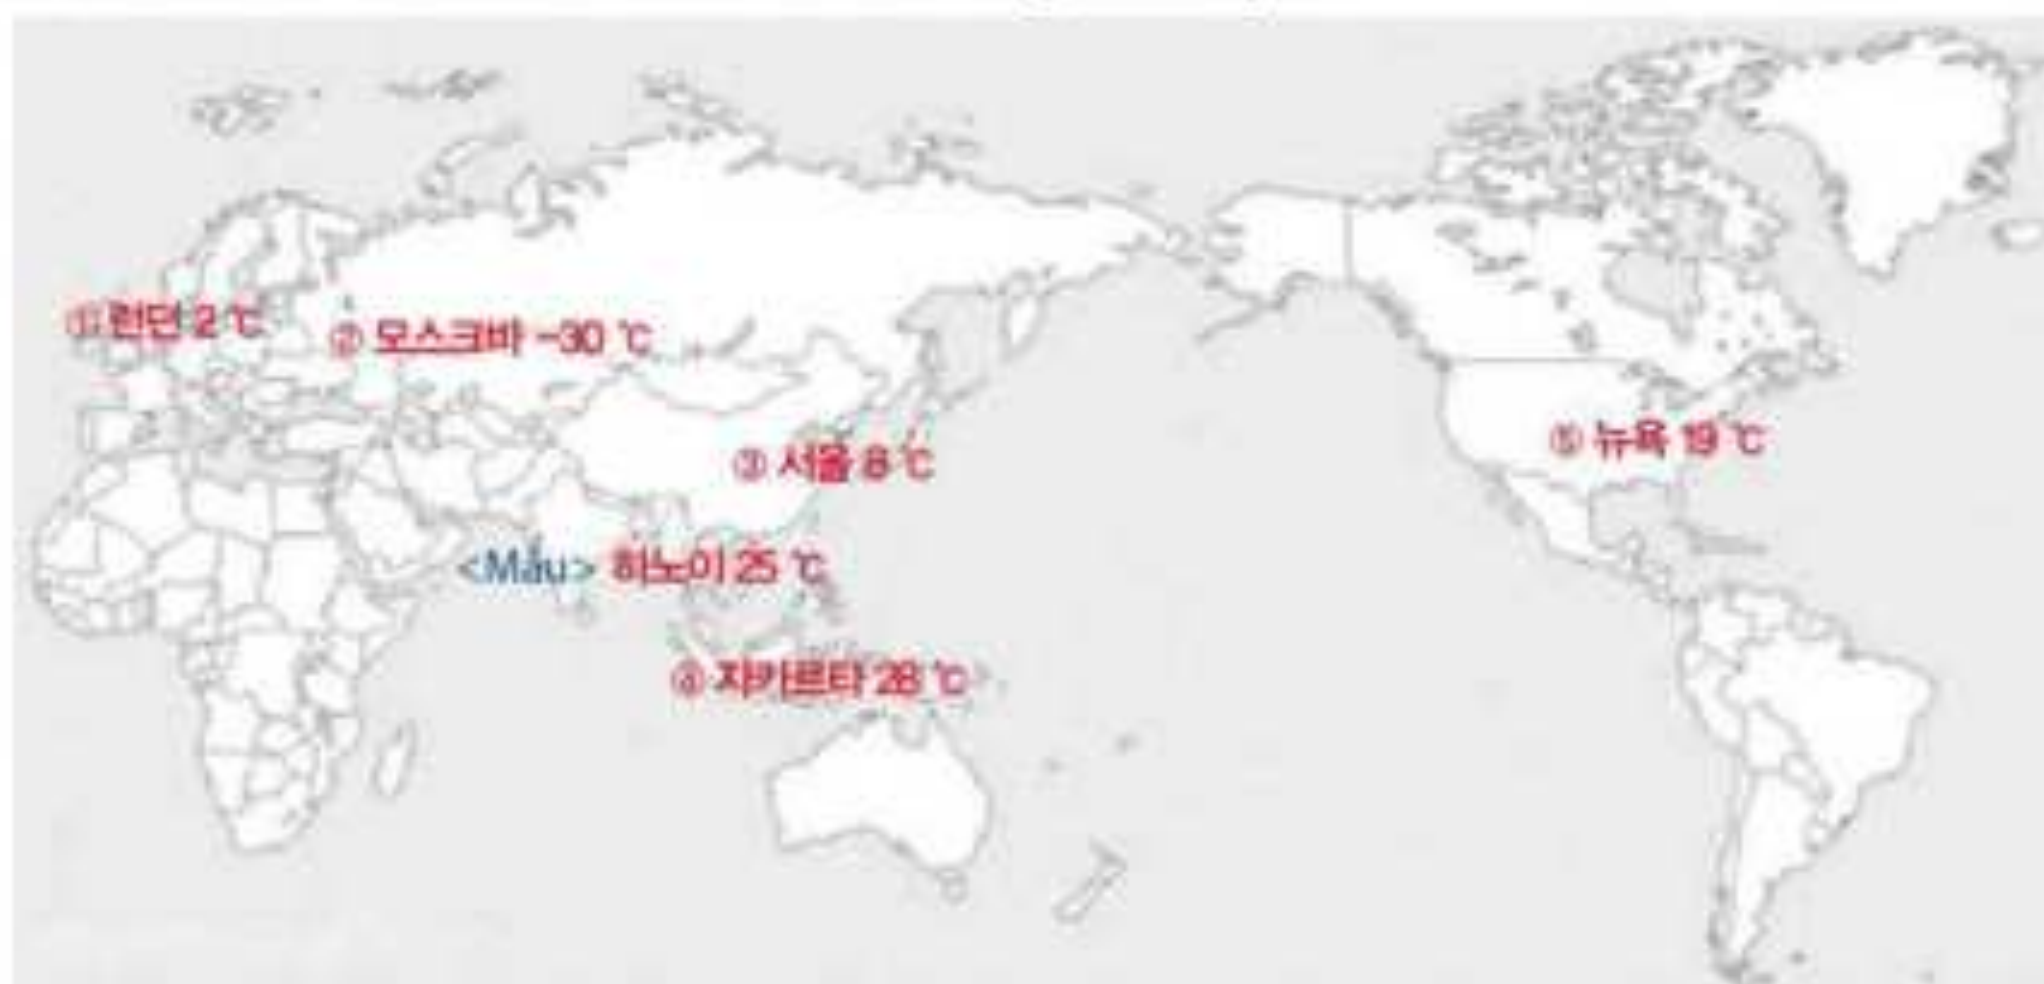 ① 런던 2 ℃
② 모스크바 -30 ℃
③ 서울 8 ℃
<Mẫu> 하노이 25 ℃
④ 자카르타 28 ℃
⑤ 뉴욕 19 ℃